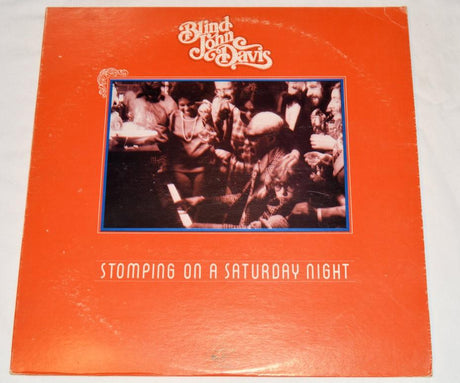 Blind
John
Davis
STOMPING ON A SATURDAY NIGHT